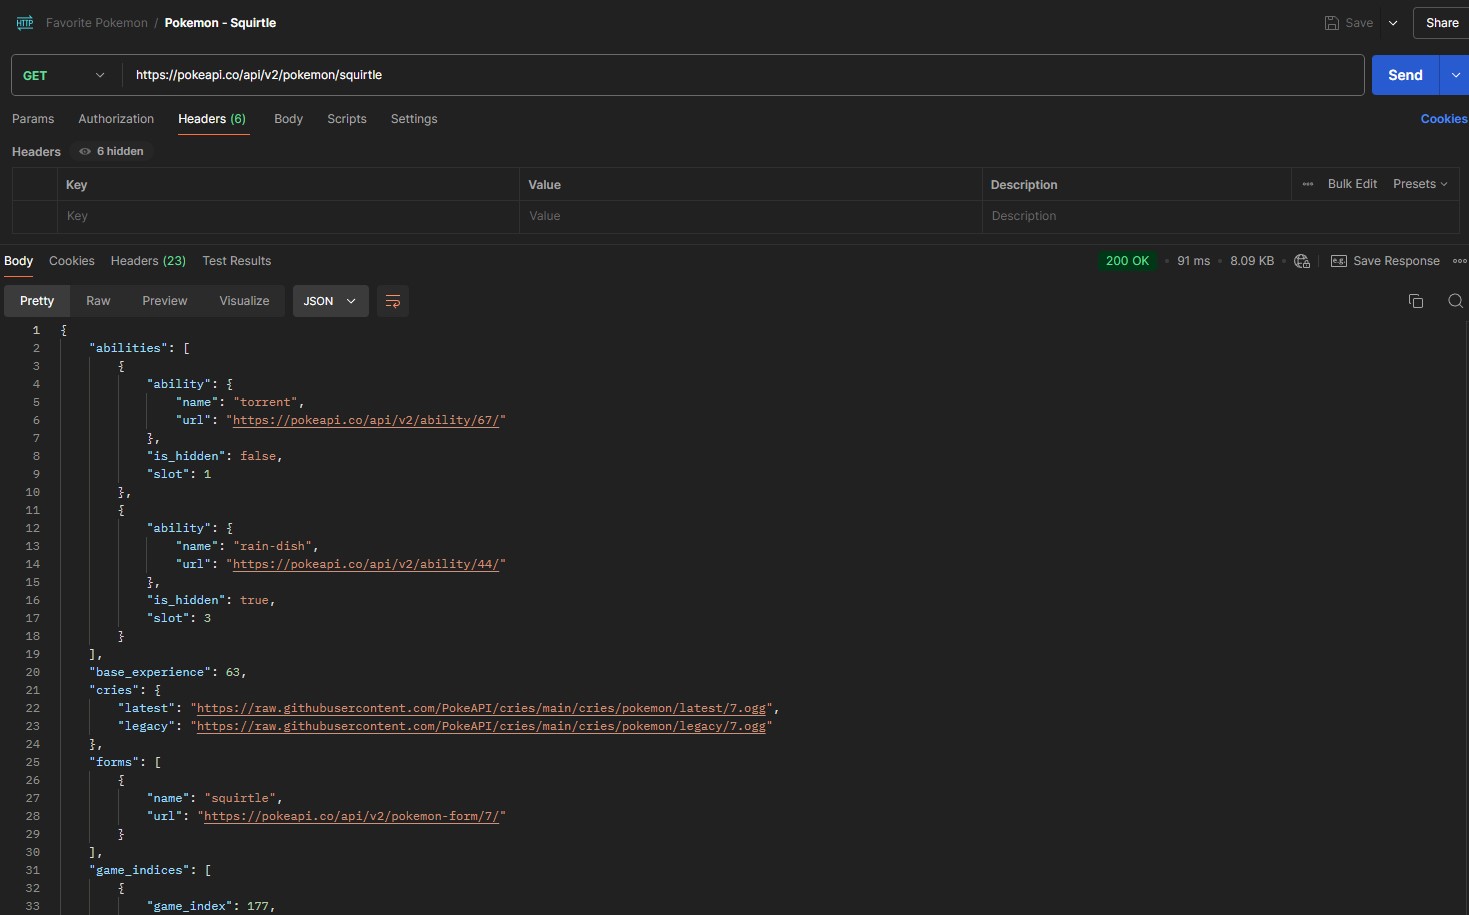 HTTP Favorite Pokemon / Pokemon - Squirtle Save Share
GET https://pokeapi.co/api/v2/pokemon/squirtle Send
Params Authorization Headers (6) Body Scripts Settings Cookies
Headers 6 hidden
Key Value Description ••• Bulk Edit Presets
Key Value Description
Body Cookies Headers (23) Test Results 200 OK • 91 ms • 8.09 KB • e.g. Save Response •••
Pretty Raw Preview Visualize JSON
1 {
2 "abilities": [
3 {
4 "ability": {
5 "name": "torrent",
6 "url": "https://pokeapi.co/api/v2/ability/67/"
7 },
8 "is_hidden": false,
9 "slot": 1
10 },
11 {
12 "ability": {
13 "name": "rain-dish",
14 "url": "https://pokeapi.co/api/v2/ability/44/"
15 },
16 "is_hidden": true,
17 "slot": 3
18 }
19 ],
20 "base_experience": 63,
21 "cries": {
22 "latest": "https://raw.githubusercontent.com/PokeAPI/cries/main/cries/pokemon/latest/7.ogg",
23 "legacy": "https://raw.githubusercontent.com/PokeAPI/cries/main/cries/pokemon/legacy/7.ogg"
24 },
25 "forms": [
26 {
27 "name": "squirtle",
28 "url": "https://pokeapi.co/api/v2/pokemon-form/7/"
29 }
30 ],
31 "game_indices": [
32 {
33 "game_index": 177,